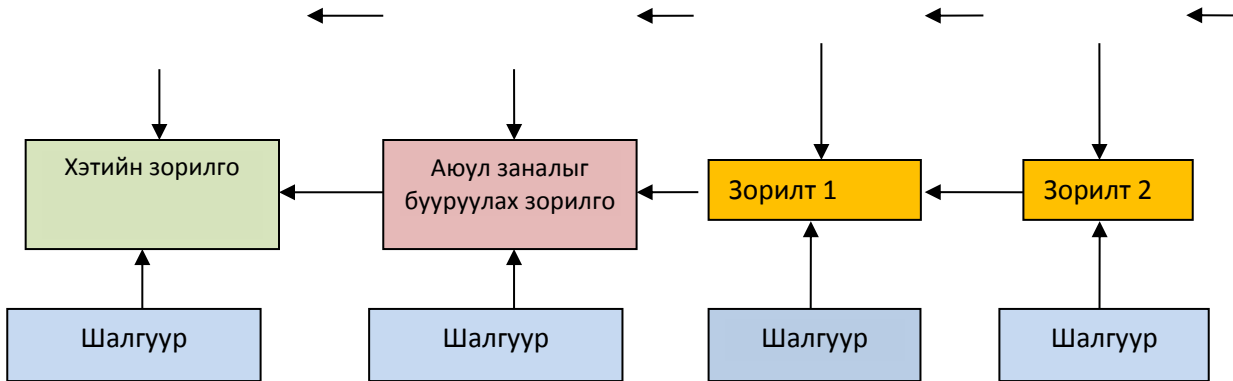 Хэтийн зорилго
Аюул заналыг
бууруулах зорилго
Зорилт 1
Зорилт 2
Шалгуур
Шалгуур
Шалгуур
Шалгуур